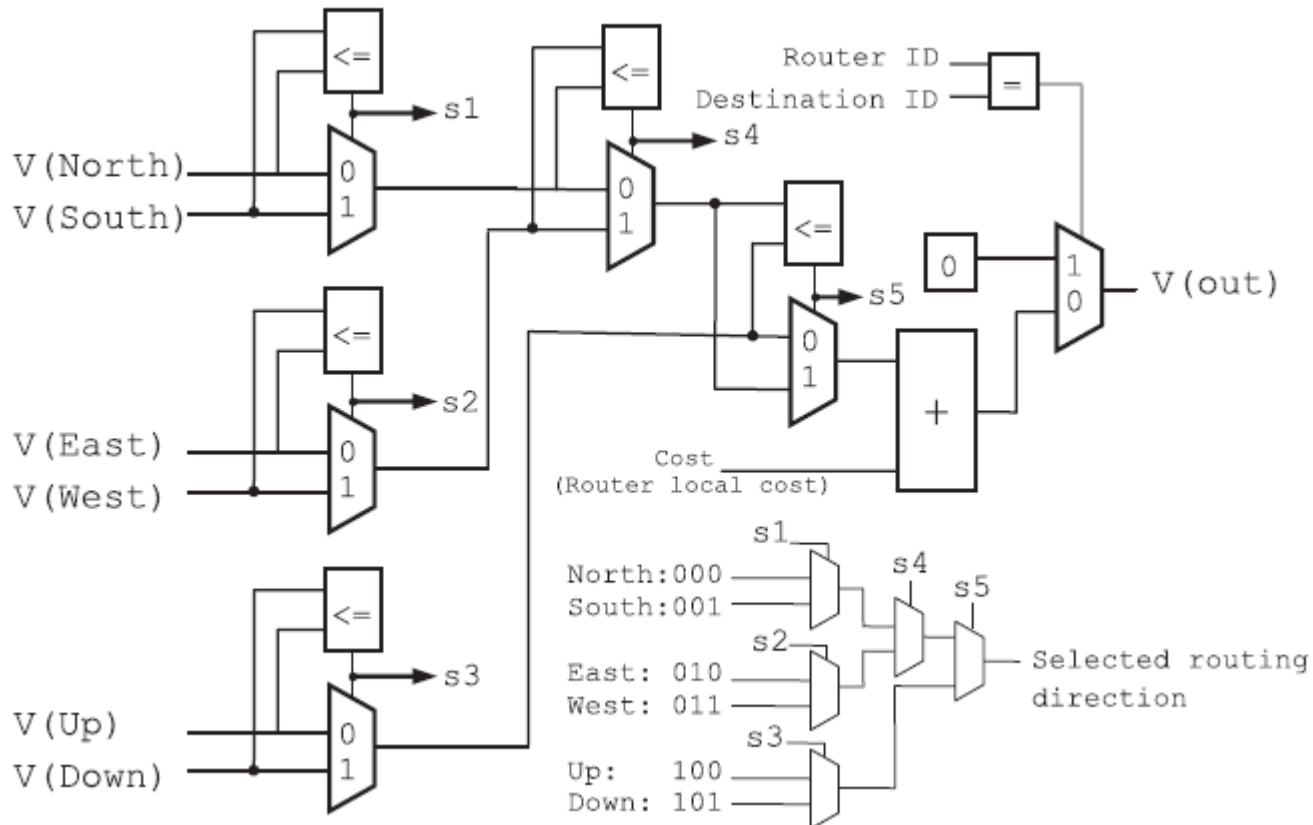 <=
s1
V(North)
V(South)
0
1
<=
s4
0
1
Router ID
Destination ID
=
<=
s5
0
1
0
1
0
V(out)
<=
s2
V(East)
V(West)
0
1
+
Cost
(Router local cost)
<=
s3
V(Up)
V(Down)
0
1
s1
North:000
South:001
s2
East: 010
West: 011
s3
Up: 100
Down: 101
s4
s5
Selected routing
direction